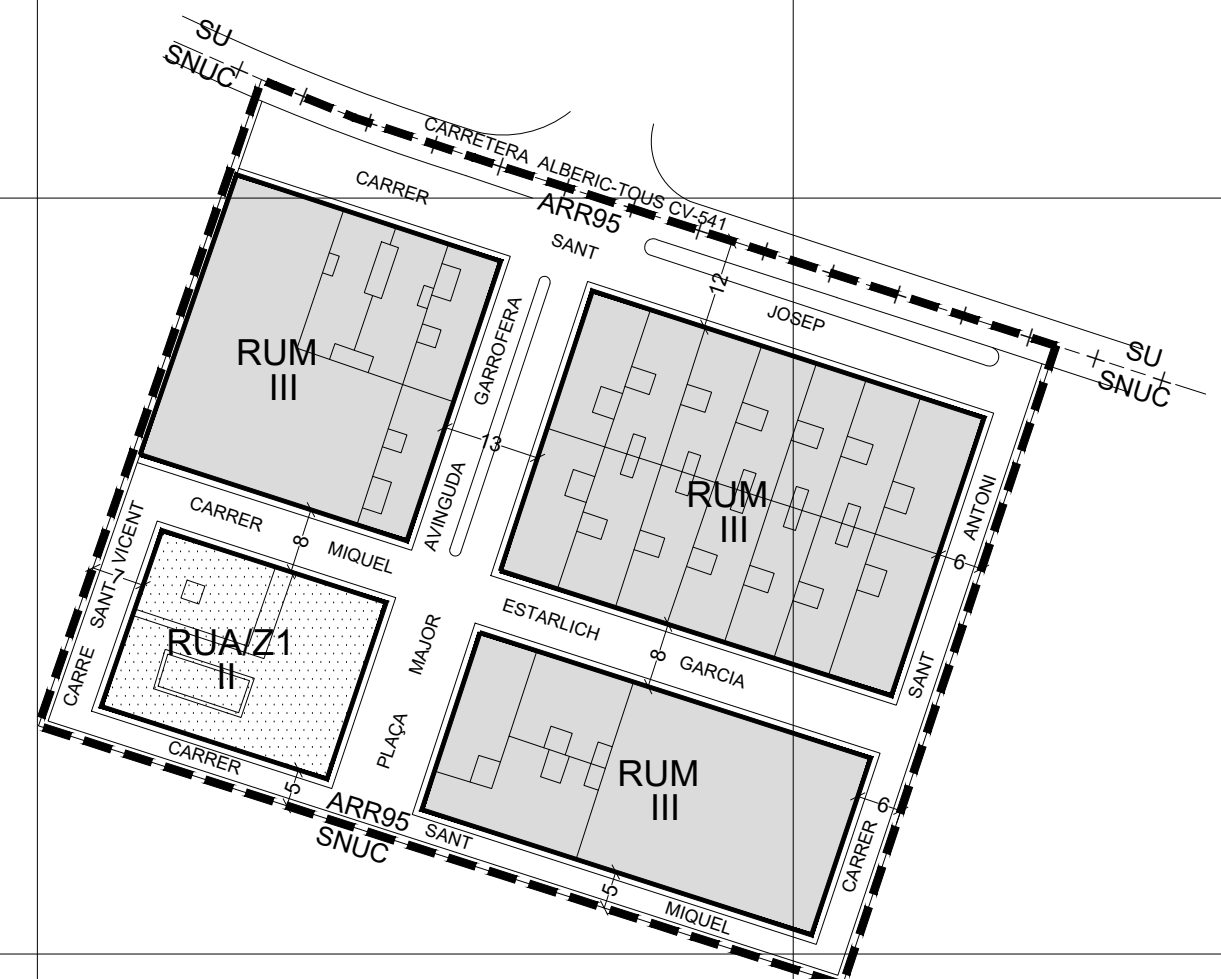 SU
SNUC
CARRETERA ALBERIC-TOUS CV-541
ARR95
CARRER
SANT
JOSEP
12
SU
SNUC
RUM
III
GARROFERA
AVINGUDA
13
RUM
III
ANTONI
SANT
CARRER
6
6
CARRER
MIQUEL
ESTARLICH
GARCIA
8
8
VICENT
SANT
CARRE
7
RUA/Z1
II
MAJOR
PLAÇA
RUM
III
CARRER
SANT
MIQUEL
5
5
ARR95
SNUC